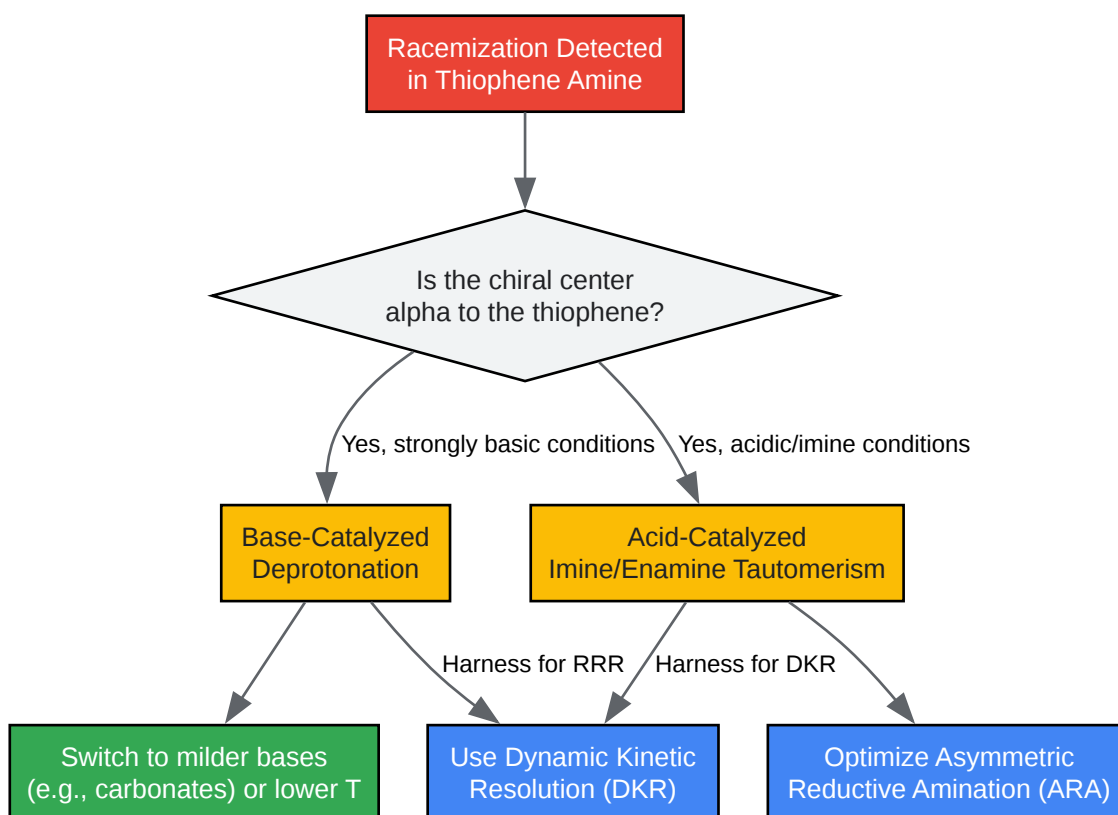 Racemization Detected
in Thiophene Amine
Is the chiral center
alpha to the thiophene?
Yes, strongly basic conditions
Yes, acidic/imine conditions
Base-Catalyzed
Deprotonation
Acid-Catalyzed
Imine/Enamine Tautomerism
Harness for RRR
Harness for DKR
Switch to milder bases
(e.g., carbonates) or lower T
Use Dynamic Kinetic
Resolution (DKR)
Optimize Asymmetric
Reductive Amination (ARA)